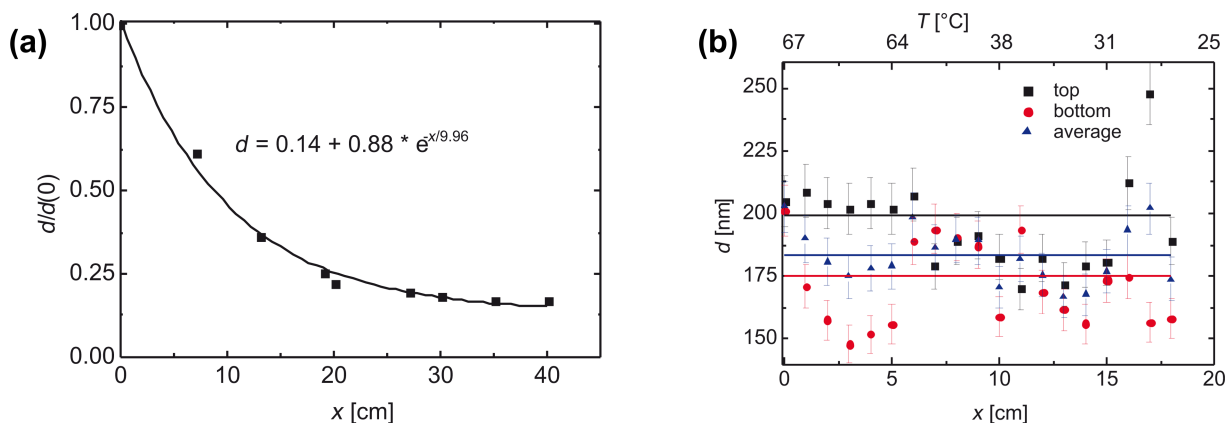 (a)
1.00
0.75
0.50
0.25
0.00
d/d(0)
d = 0.14 + 0.88 * e^-x/9.96
0 10 20 30 40
x [cm]
(b)
T [°C]
67 64 38 31 25
250
225
200
175
150
d [nm]
top
bottom
average
0 5 10 15 20
x [cm]